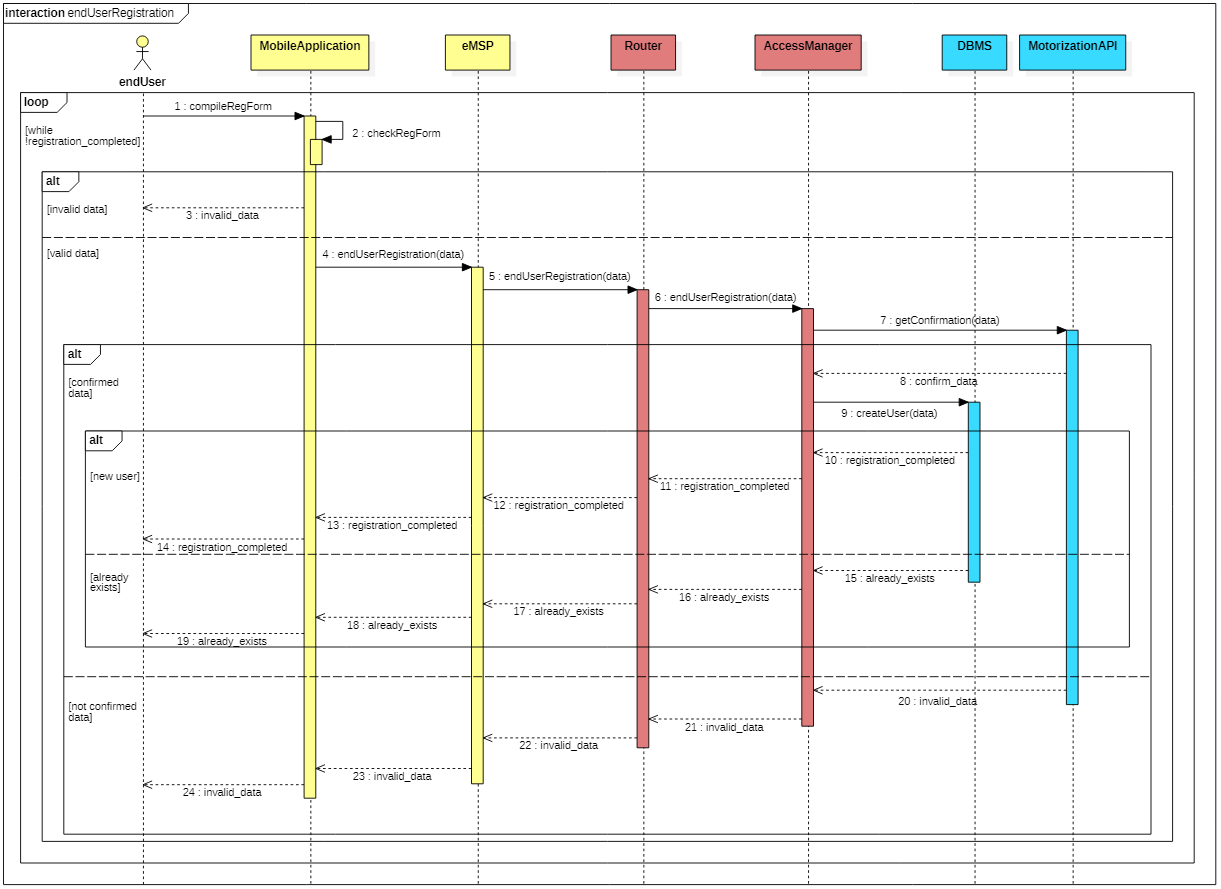 interaction endUserRegistration
MobileApplication
eMSP
Router
AccessManager
DBMS
MotorizationAPI
endUser
loop
[while
!registration_completed]
1 : compileRegForm
2 : checkRegForm
alt
[invalid data]
3 : invalid_data
[valid data]
4 : endUserRegistration(data)
5 : endUserRegistration(data)
6 : endUserRegistration(data)
7 : getConfirmation(data)
alt
[confirmed
data]
8 : confirm_data
9 : createUser(data)
alt
[new user]
10 : registration_completed
11 : registration_completed
12 : registration_completed
13 : registration_completed
14 : registration_completed
[already
exists]
15 : already_exists
16 : already_exists
17 : already_exists
18 : already_exists
19 : already_exists
[not confirmed
data]
20 : invalid_data
21 : invalid_data
22 : invalid_data
23 : invalid_data
24 : invalid_data